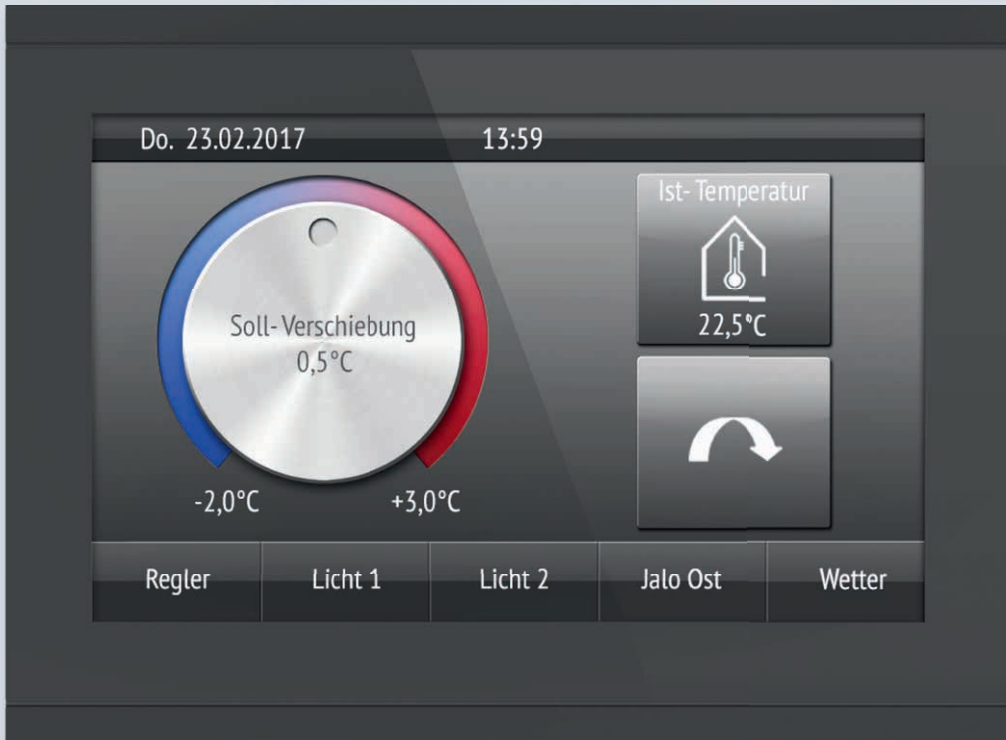 Do. 23.02.2017 13:59
Ist- Temperatur
22,5°C
Soll- Verschiebung
0,5°C
-2,0°C +3,0°C
Regler Licht 1 Licht 2 Jalo Ost Wetter